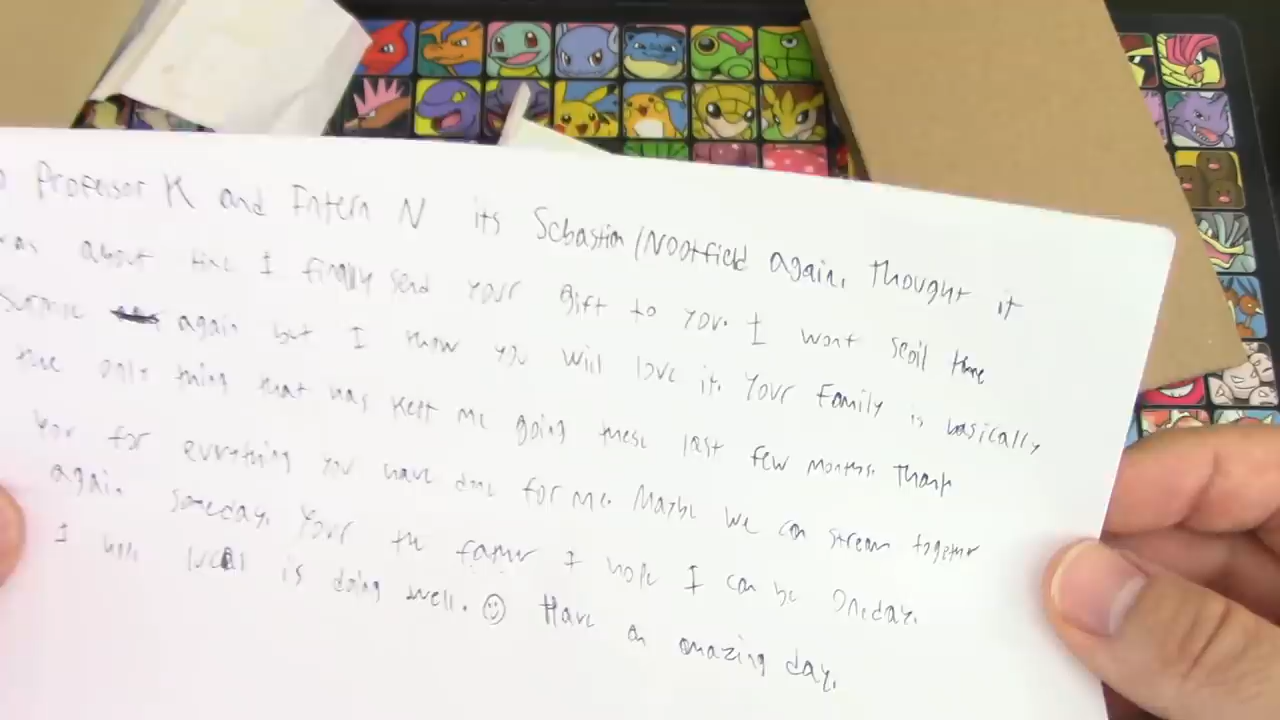 Professor K and Intern N its Sebastian/Nootfield again. Thought it
was about time I finally send your gift to you. I wont spoil the
again but I know you will love it. Your Family is basically
the only thing that has kept me going these last few months. Thank
you for everything you have done for me. Maybe we can stream together
again someday. Your the father I hope I can be Oneday.
I hope is doing well. ☺ Have an amazing day.